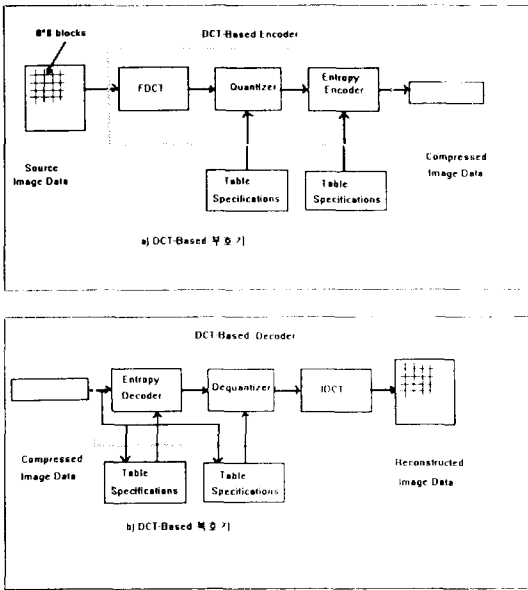 8*8 blocks
DCT-Based Encoder
FDCT
Quantizer
Entropy
Encoder
Source
Image Data
Compressed
Image Data
Table
Specifications
Table
Specifications
a) DCT-Based 부호기
DCT-Based Decoder
Entropy
Decoder
Dequantizer
IDCT
Compressed
Image Data
Reconstructed
Image Data
Table
Specifications
Table
Specifications
b) DCT-Based 복호기